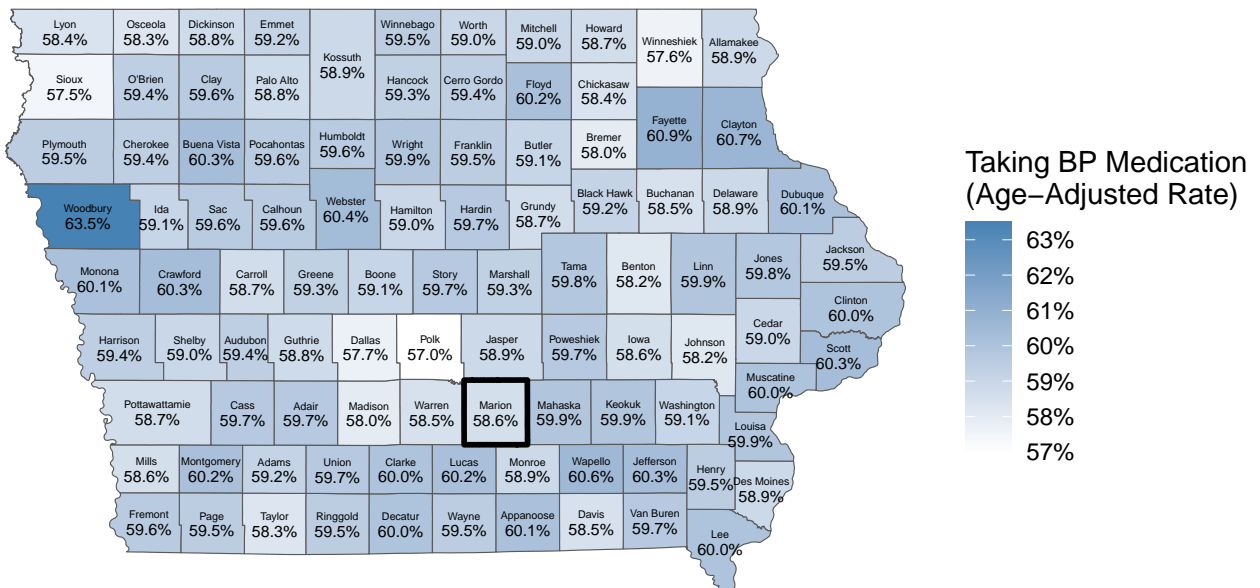 Lyon
58.4%
Osceola
58.3%
Dickinson
58.8%
Emmet
59.2%
Kossuth
58.9%
Winnebago
59.5%
Worth
59.0%
Mitchell
59.0%
Howard
58.7%
Winneshiek
57.6%
Allamakee
58.9%
Sioux
57.5%
O'Brien
59.4%
Clay
59.6%
Palo Alto
58.8%
Hancock
59.3%
Cerro Gordo
59.4%
Floyd
60.2%
Chickasaw
58.4%
Fayette
60.9%
Clayton
60.7%
Plymouth
59.5%
Cherokee
59.4%
Buena Vista
60.3%
Pocahontas
59.6%
Humboldt
59.6%
Wright
59.9%
Franklin
59.5%
Butler
59.1%
Bremer
58.0%
Woodbury
63.5%
Ida
59.1%
Sac
59.6%
Calhoun
59.6%
Webster
60.4%
Hamilton
59.0%
Hardin
59.7%
Grundy
58.7%
Black Hawk
59.2%
Buchanan
58.5%
Delaware
58.9%
Dubuque
60.1%
Monona
60.1%
Crawford
60.3%
Carroll
58.7%
Greene
59.3%
Boone
59.1%
Story
59.7%
Marshall
59.3%
Tama
59.8%
Benton
58.2%
Linn
59.9%
Jones
59.8%
Jackson
59.5%
Clinton
60.0%
Harrison
59.4%
Shelby
59.0%
Audubon
59.4%
Guthrie
58.8%
Dallas
57.7%
Polk
57.0%
Jasper
58.9%
Poweshiek
59.7%
Iowa
58.6%
Johnson
58.2%
Cedar
59.0%
Scott
60.3%
Muscatine
60.0%
Pottawattamie
58.7%
Cass
59.7%
Adair
59.7%
Madison
58.0%
Warren
58.5%
Marion
58.6%
Mahaska
59.9%
Keokuk
59.9%
Washington
59.1%
Louisa
59.9%
Mills
58.6%
Montgomery
60.2%
Adams
59.2%
Union
59.7%
Clarke
60.0%
Lucas
60.2%
Monroe
58.9%
Wapello
60.6%
Jefferson
60.3%
Henry
59.5%
Des Moines
58.9%
Fremont
59.6%
Page
59.5%
Taylor
58.3%
Ringgold
59.5%
Decatur
60.0%
Wayne
59.5%
Appanoose
60.1%
Davis
58.5%
Van Buren
59.7%
Lee
60.0%
Taking BP Medication
(Age−Adjusted Rate)
63%
62%
61%
60%
59%
58%
57%